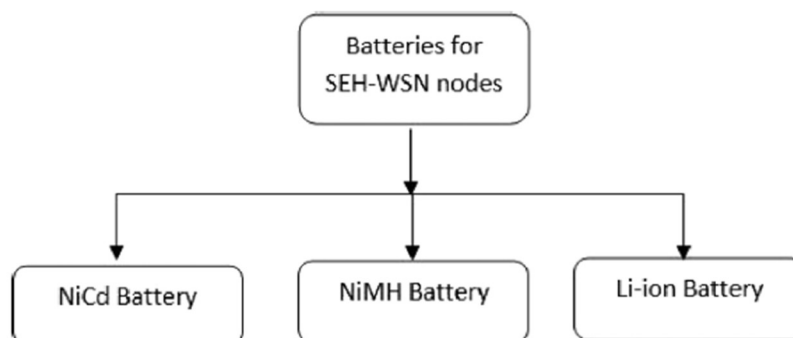 Batteries for
SEH-WSN nodes
NiCd Battery
NiMH Battery
Li-ion Battery